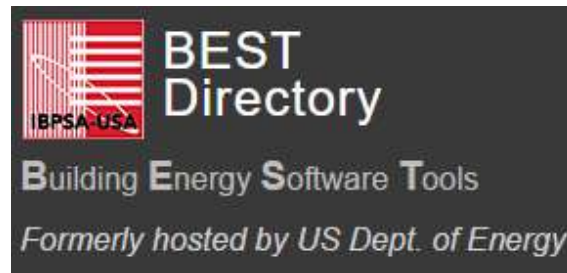 BEST
Directory
IBPSA-USA
Building Energy Software Tools
Formerly hosted by US Dept. of Energy